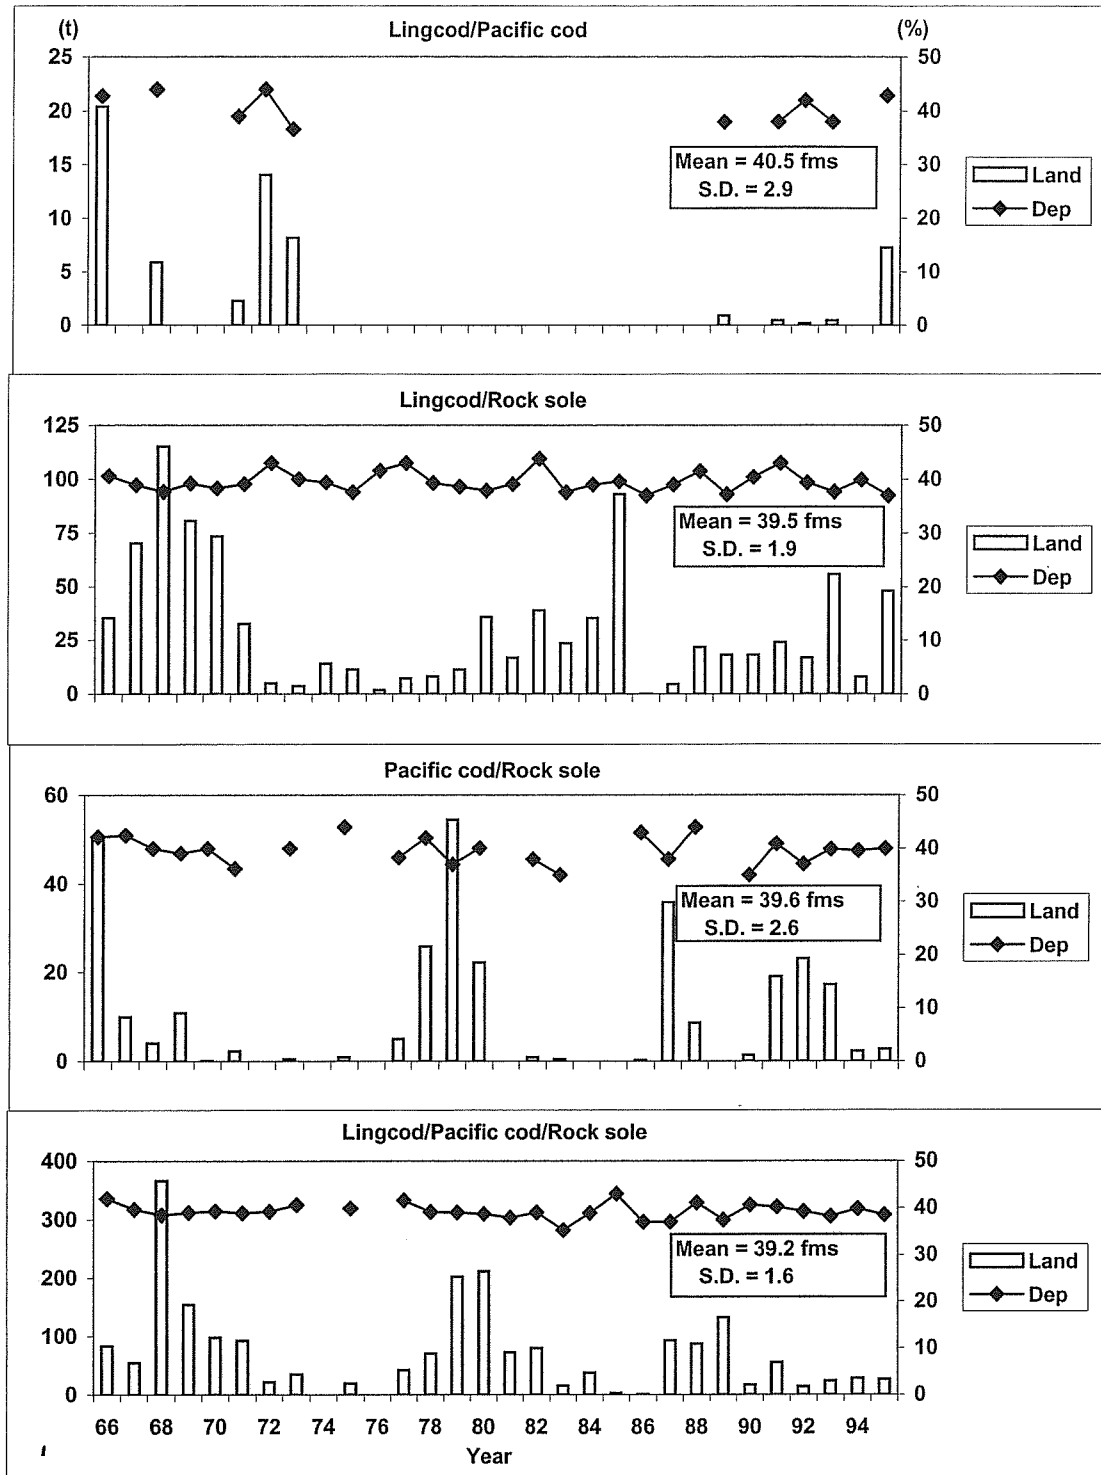 (t) Lingcod/Pacific cod (%)
25 50
20 40
Mean = 40.5 fms
S.D. = 2.9
15 30
Land
10 20
Dep
5 10
0 0
Lingcod/Rock sole
125 50
100 40
Mean = 39.5 fms
S.D. = 1.9
75 30
Land
50 20
Dep
25 10
0 0
Pacific cod/Rock sole
60 50
40
40 30
Mean = 39.6 fms
S.D. = 2.6
Land
20 20
Dep
10
0 0
Lingcod/Pacific cod/Rock sole
400 50
300 40
Mean = 39.2 fms
S.D. = 1.6
30
Land
200 20
Dep
100 10
0 0
66 68 70 72 74 76 78 80 82 84 86 88 90 92 94
Year